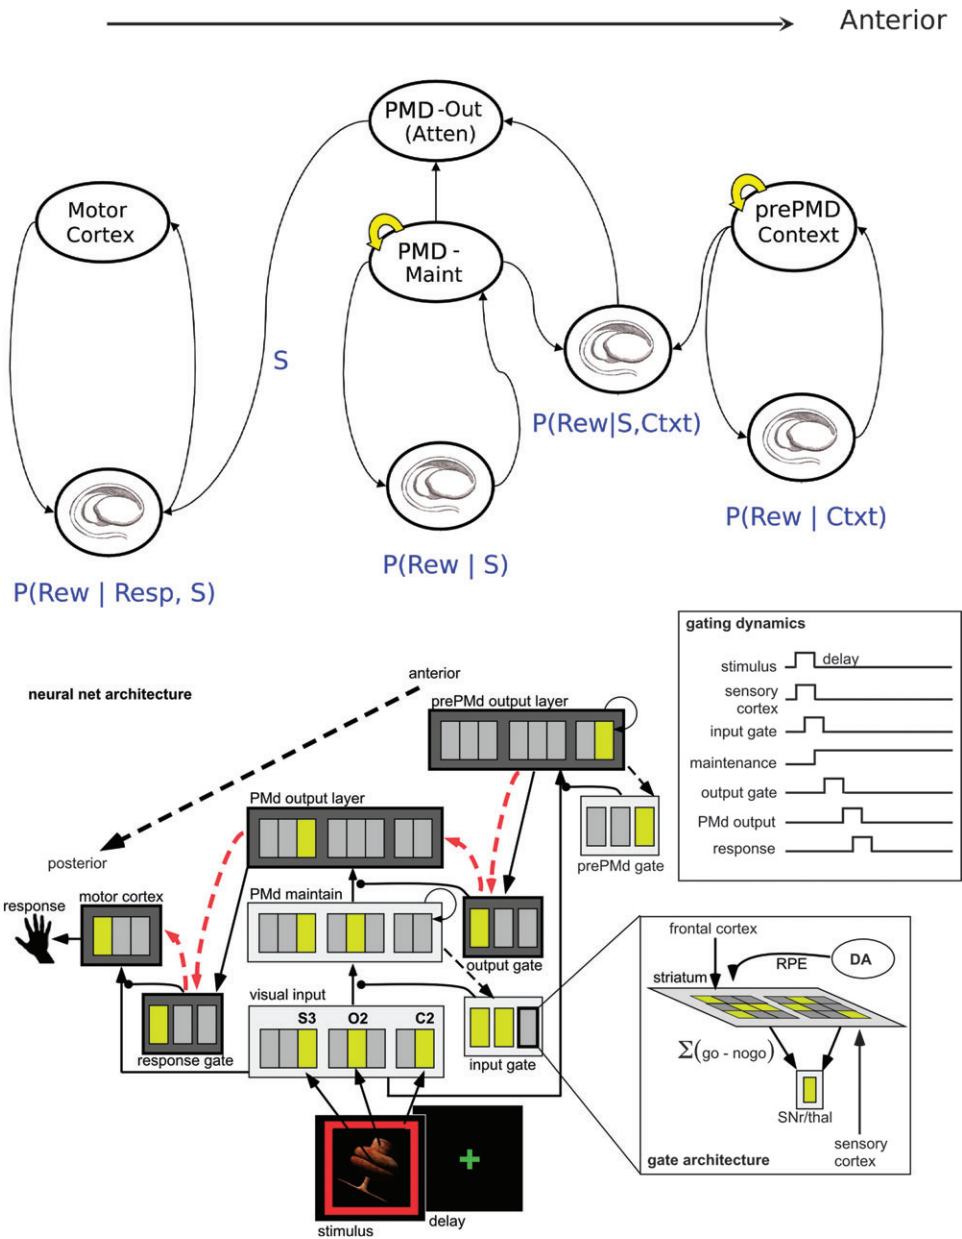 Anterior
PMD-Out
(Atten)
Motor
Cortex
PMD -
Maint
prePMD
Context
S
P(Rew|S,Ctxt)
P(Rew | Ctxt)
P(Rew | S)
P(Rew | Resp, S)
gating dynamics
stimulus
delay
sensory
cortex
input gate
maintenance
output gate
PMd output
response
neural net architecture
anterior
prePMd output layer
PMd output layer
posterior
prePMd gate
response
motor cortex
PMd maintain
output gate
visual input
S3 O2 C2
response gate
input gate
frontal cortex
DA
RPE
striatum
Σ(go - nogo)
SNr/thal
sensory
cortex
gate architecture
delay
stimulus